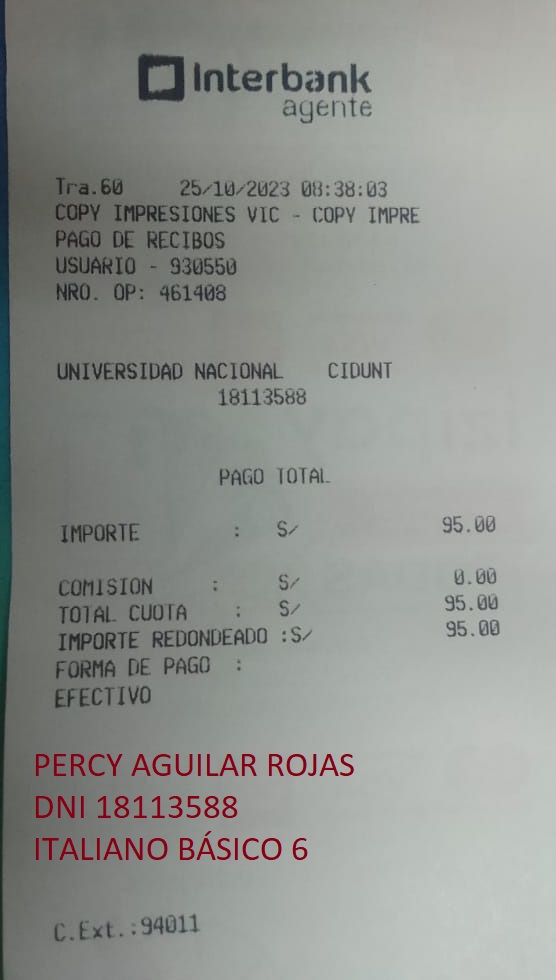 Interbank
agente
Tra.60 25/10/2023 08:38:03
COPY IMPRESIONES VIC - COPY IMPRE
PAGO DE RECIBOS
USUARIO - 930550
NRO. OP: 461408
UNIVERSIDAD NACIONAL CIDUNT
18113588
PAGO TOTAL
IMPORTE : S/ 95.00
COMISION : S/ 0.00
TOTAL CUOTA : S/ 95.00
IMPORTE REDONDEADO :S/ 95.00
FORMA DE PAGO :
EFECTIVO
PERCY AGUILAR ROJAS
DNI 18113588
ITALIANO BÁSICO 6
C.Ext.:94011